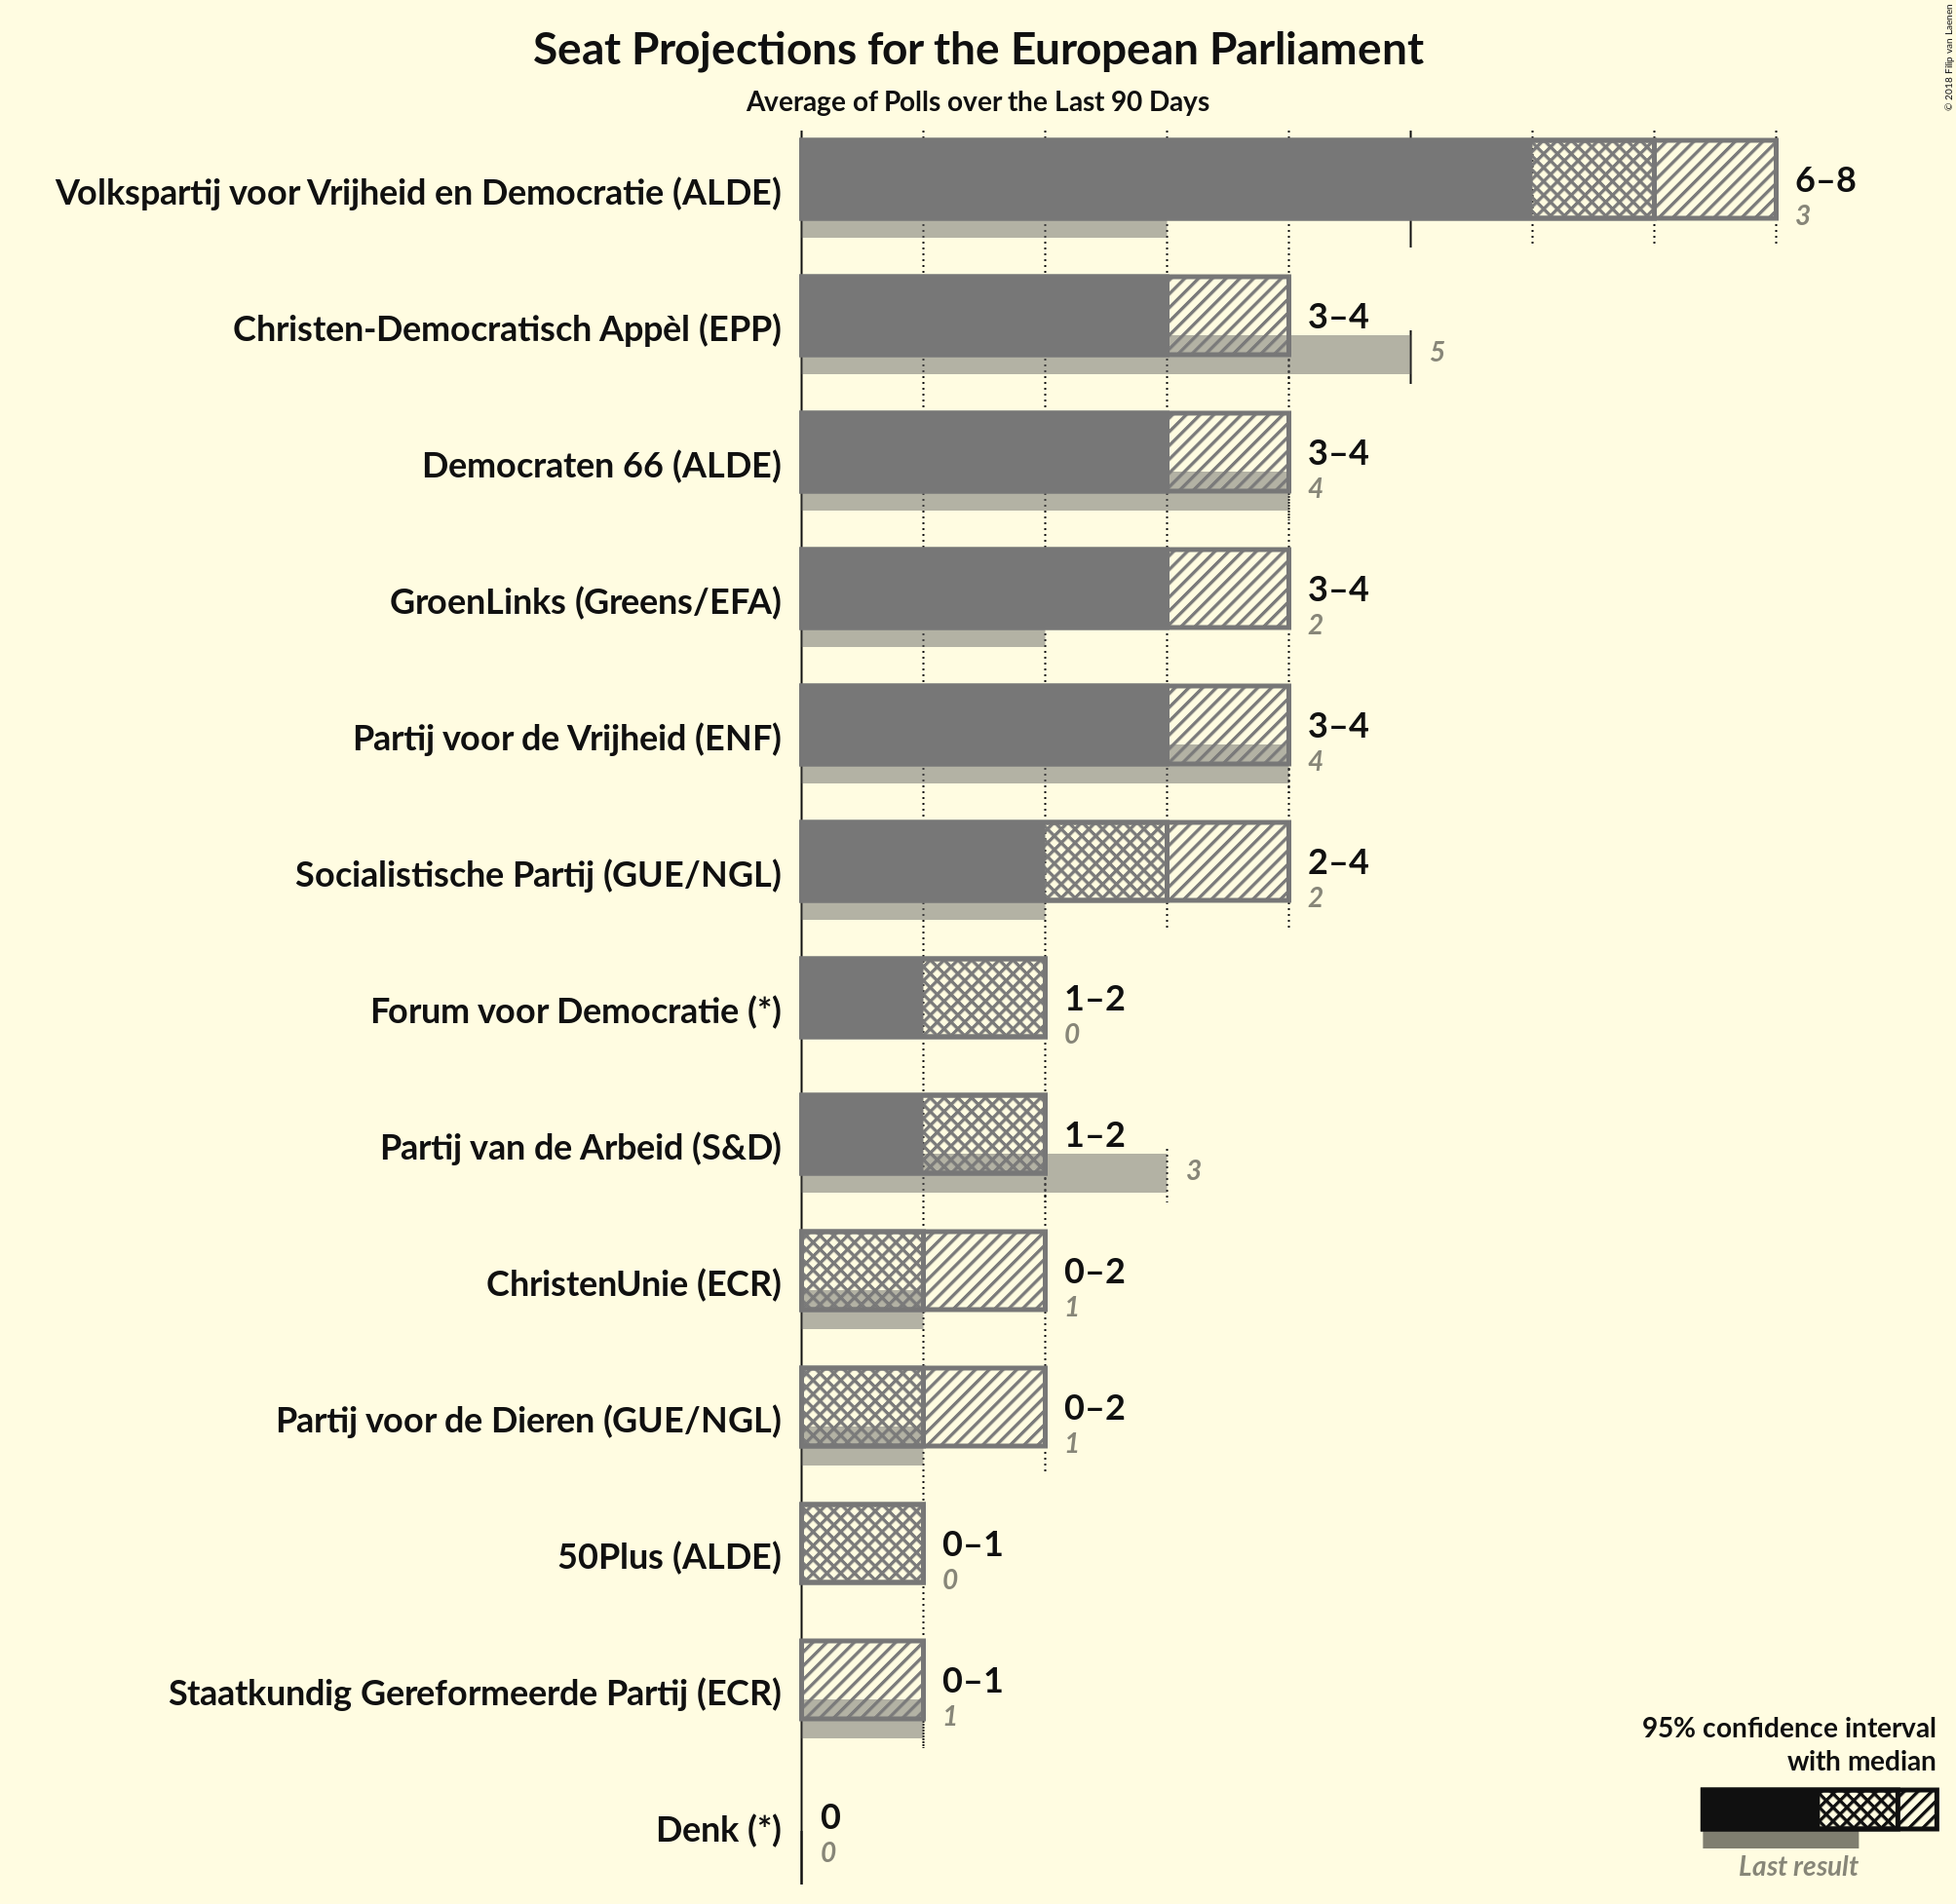 Seat Projections for the European Parliament
Average of Polls over the Last 90 Days
© 2018 Filip van Laenen
Volkspartij voor Vrijheid en Democratie (ALDE)
6–8
3
Christen-Democratisch Appèl (EPP)
3–4
5
Democraten 66 (ALDE)
3–4
4
GroenLinks (Greens/EFA)
3–4
2
Partij voor de Vrijheid (ENF)
3–4
4
Socialistische Partij (GUE/NGL)
2–4
2
Forum voor Democratie (*)
1–2
0
Partij van de Arbeid (S&D)
1–2
3
ChristenUnie (ECR)
0–2
1
Partij voor de Dieren (GUE/NGL)
0–2
1
50Plus (ALDE)
0–1
0
Staatkundig Gereformeerde Partij (ECR)
0–1
1
Denk (*)
0
0
95% confidence interval
with median
Last result